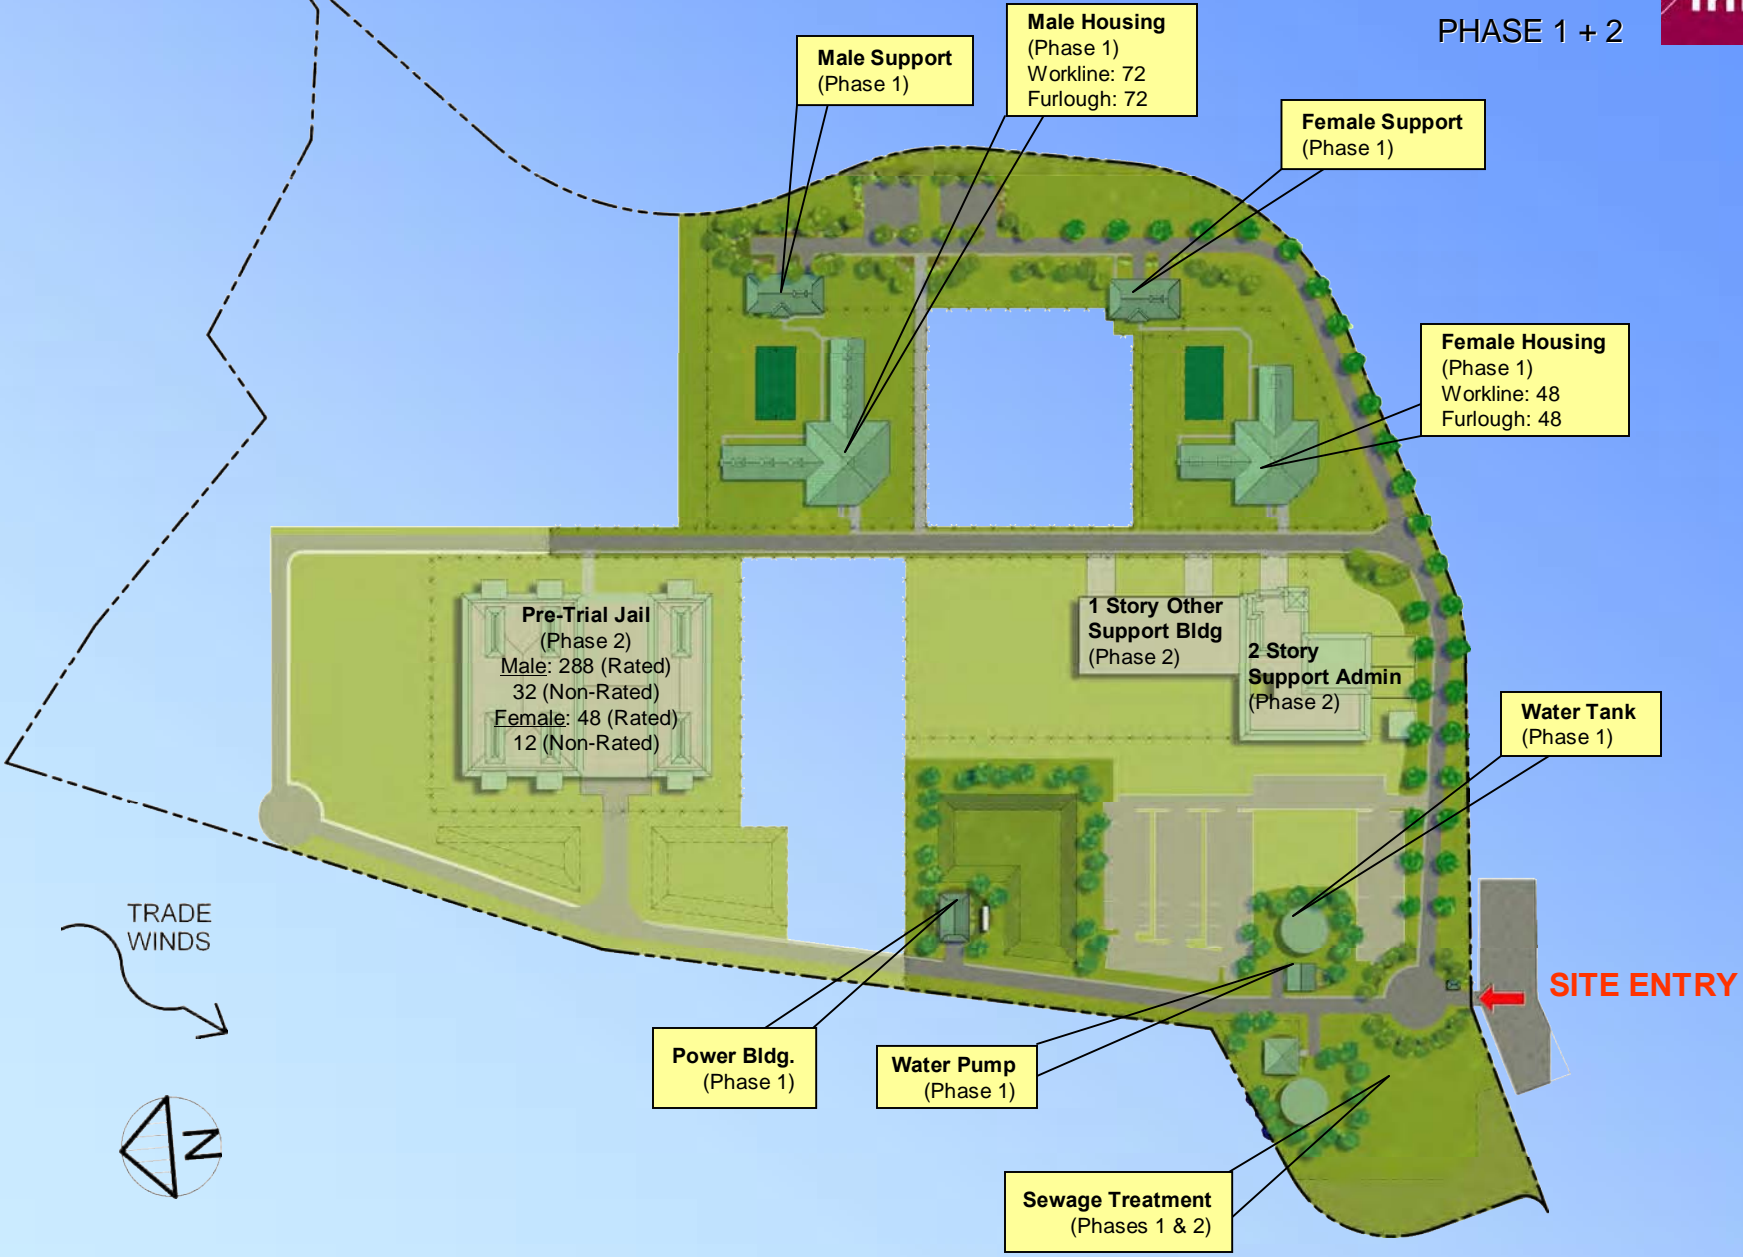 PHASE 1 + 2
Male Housing
(Phase 1)
Workline: 72
Furlough: 72
Male Support
(Phase 1)
Female Support
(Phase 1)
Female Housing
(Phase 1)
Workline: 48
Furlough: 48
Pre-Trial Jail
(Phase 2)
Male: 288 (Rated)
32 (Non-Rated)
Female: 48 (Rated)
12 (Non-Rated)
1 Story Other
Support Bldg
(Phase 2)
2 Story
Support Admin
(Phase 2)
Water Tank
(Phase 1)
TRADE
WINDS
SITE ENTRY
Power Bldg.
(Phase 1)
Water Pump
(Phase 1)
N
Sewage Treatment
(Phases 1 & 2)